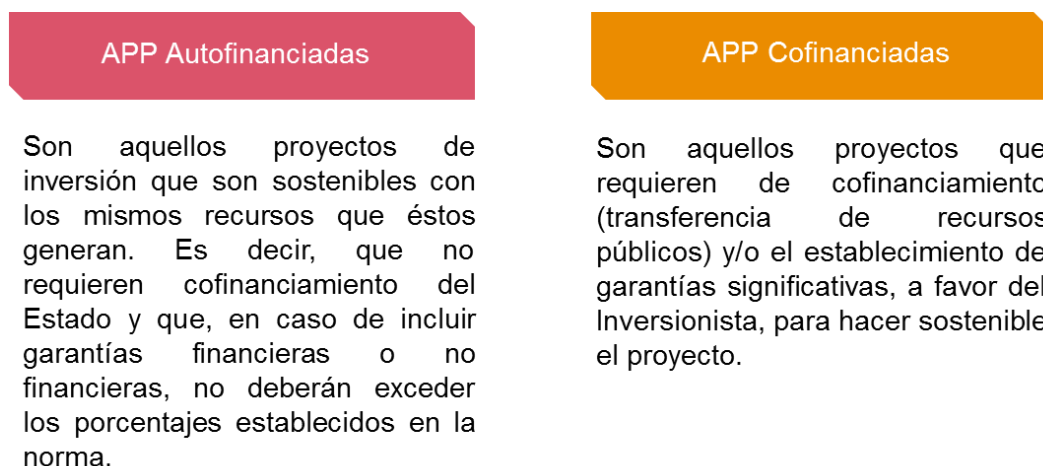 APP Autofinanciadas
Son aquellos proyectos de
inversión que son sostenibles con
los mismos recursos que éstos
generan. Es decir, que no
requieren cofinanciamiento del
Estado y que, en caso de incluir
garantías financieras o no
financieras, no deberán exceder
los porcentajes establecidos en la
norma.
APP Cofinanciadas
Son aquellos proyectos que
requieren de cofinanciamiento
(transferencia de recursos
públicos) y/o el establecimiento de
garantías significativas, a favor del
Inversionista, para hacer sostenible
el proyecto.